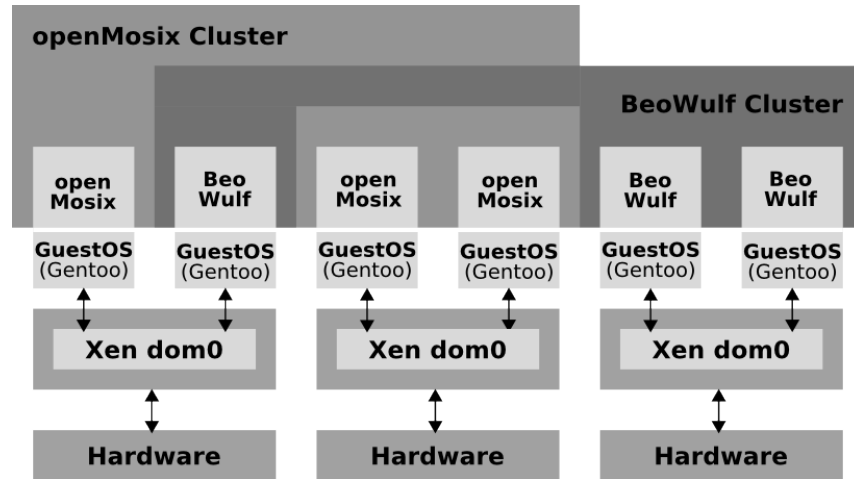 openMosix Cluster
BeoWulf Cluster
open
Mosix
Beo
Wulf
open
Mosix
open
Mosix
Beo
Wulf
Beo
Wulf
GuestOS
(Gentoo)
GuestOS
(Gentoo)
GuestOS
(Gentoo)
GuestOS
(Gentoo)
GuestOS
(Gentoo)
GuestOS
(Gentoo)
Xen dom0
Xen dom0
Xen dom0
Hardware
Hardware
Hardware